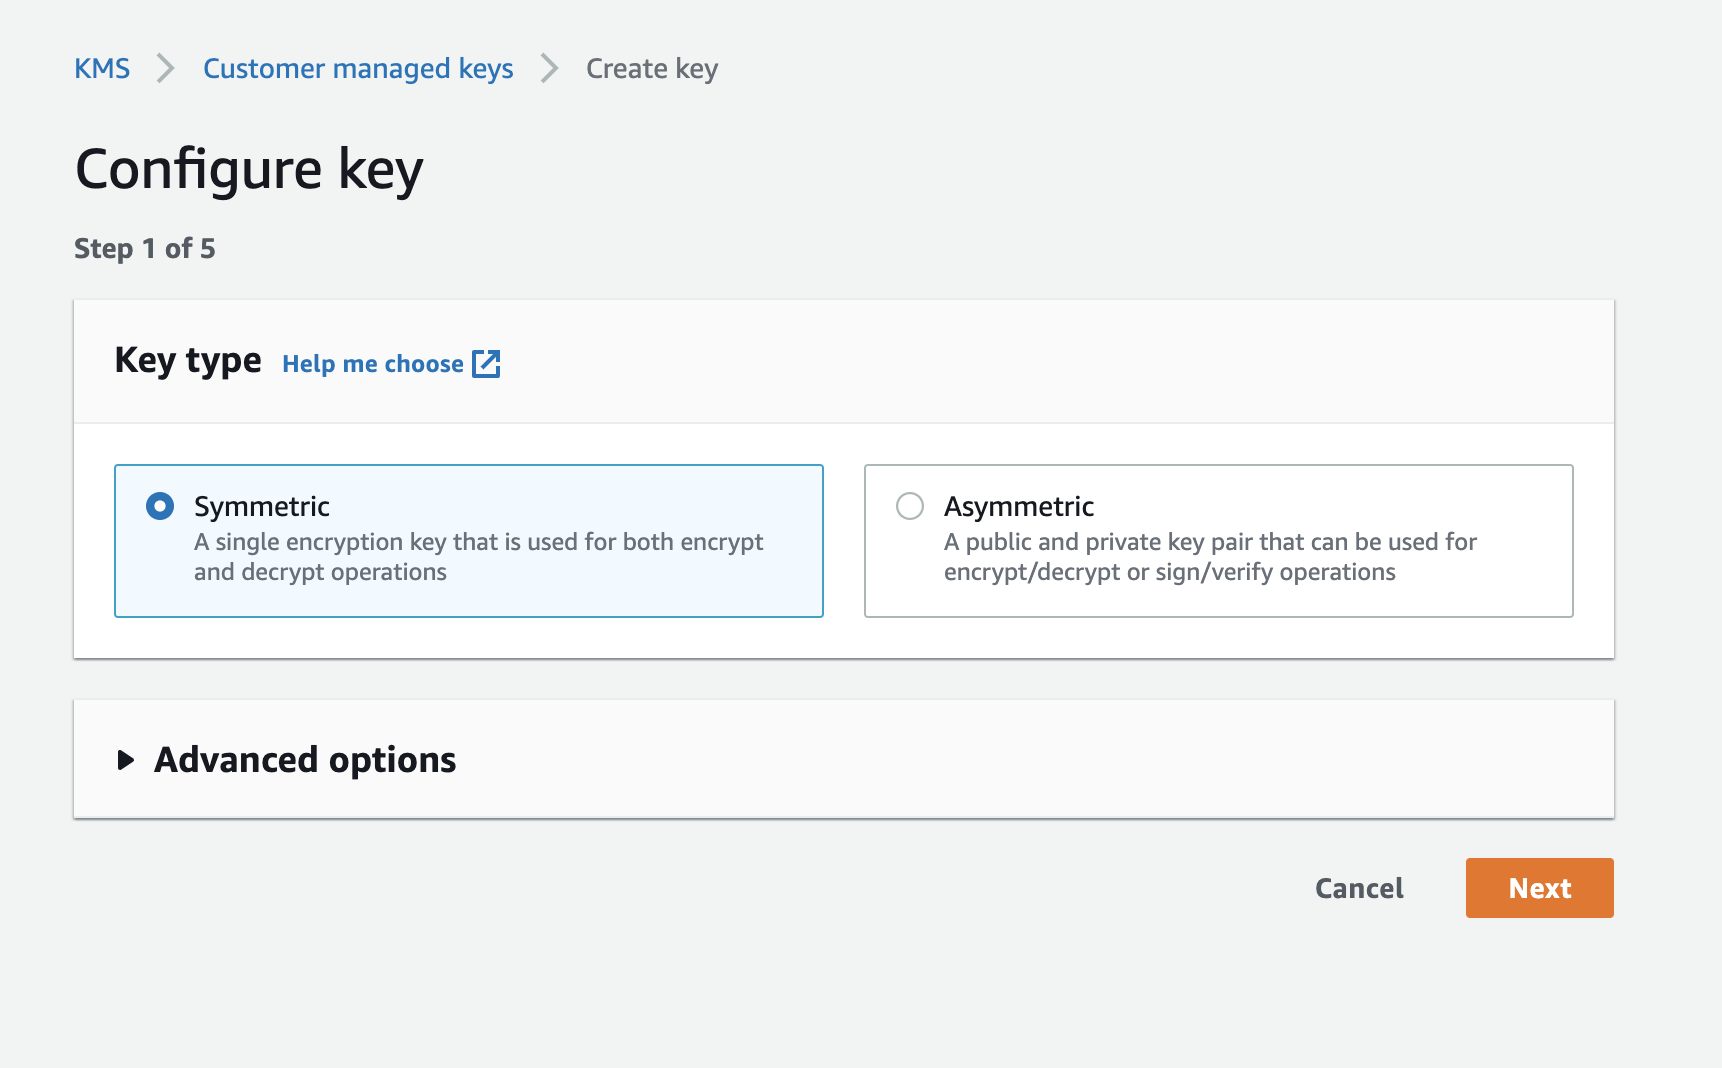 KMS
Customer managed keys
Create key
Configure key
Step 1 of 5
Key type
Help me choose
Symmetric
A single encryption key that is used for both encrypt
and decrypt operations
Asymmetric
A public and private key pair that can be used for
encrypt/decrypt or sign/verify operations
Advanced options
Cancel
Next